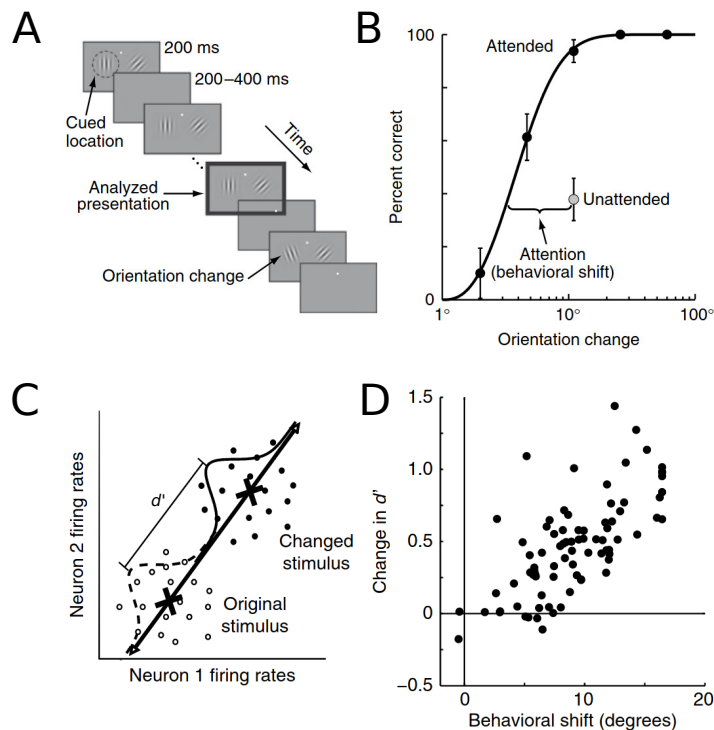 A
200 ms
200–400 ms
Cued
location
Time
Analyzed
presentation
Orientation change
B
100
Attended
Percent correct
Unattended
Attention
(behavioral shift)
0
1°
10°
100°
Orientation change
C
d'
Neuron 2 firing rates
Changed
stimulus
Original
stimulus
Neuron 1 firing rates
D
1.5
1.0
0.5
0
−0.5
Change in d'
0
10
20
Behavioral shift (degrees)